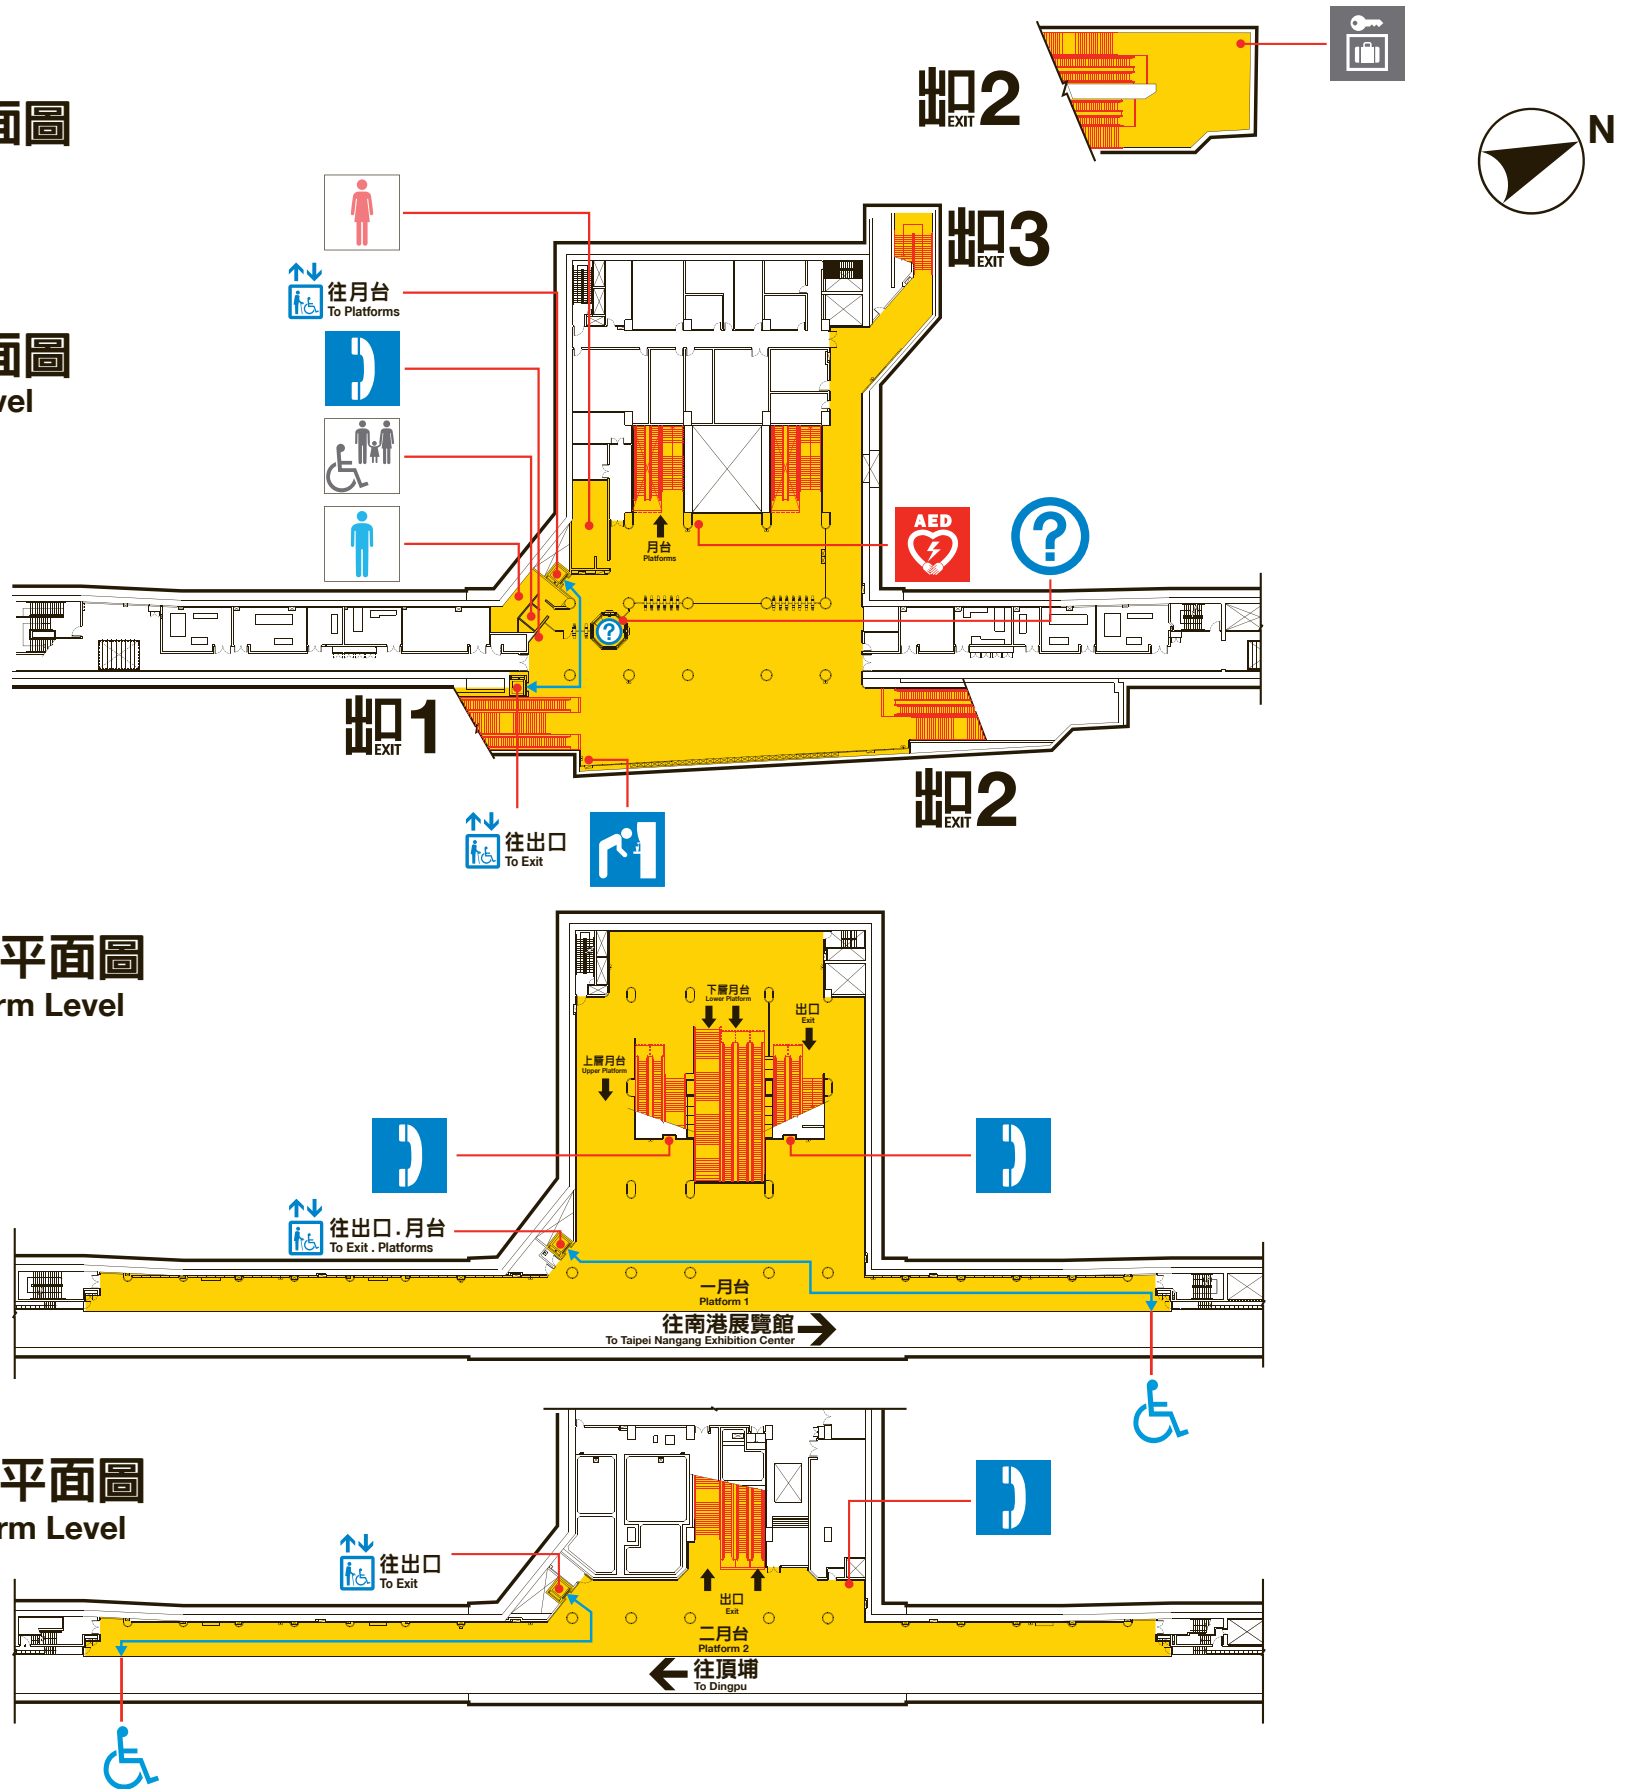 出口2
EXIT
N
面圖
出口3
EXIT
往月台
To Platforms
面圖
vel
AED
?
月台
Platforms
?
出口1
EXIT
出口2
EXIT
往出口
To Exit
平面圖
rm Level
下層月台
Lower Platform
出口
Exit
上層月台
Upper Platform
往出口.月台
To Exit . Platforms
一月台
Platform 1
往南港展覽館
To Taipei Nangang Exhibition Center
平面圖
rm Level
往出口
To Exit
出口
Exit
二月台
Platform 2
往頂埔
To Dingpu